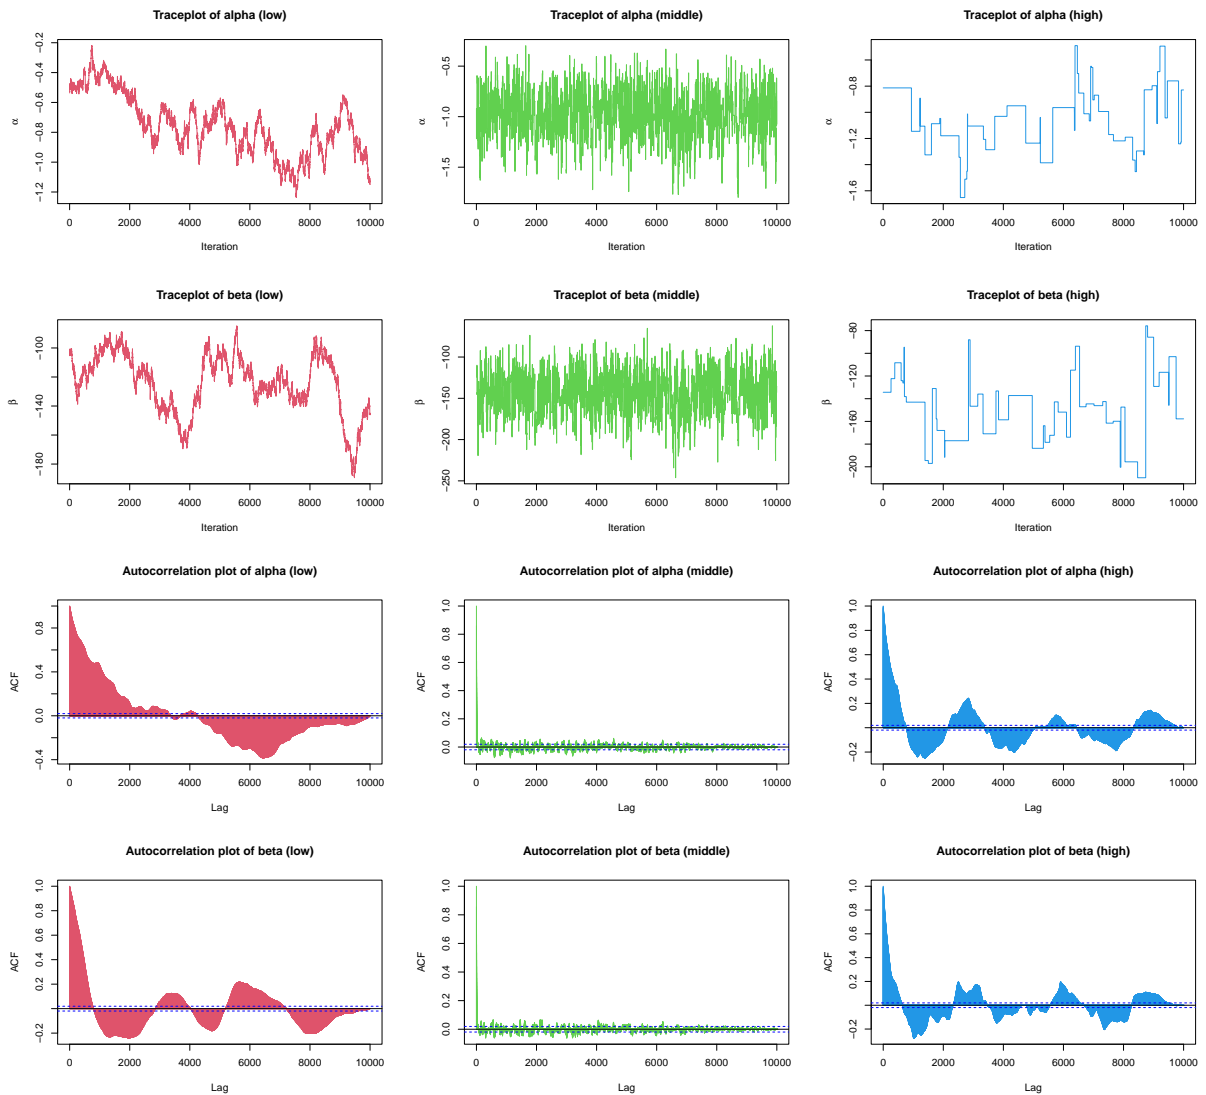 Traceplot of alpha (low)
α
−0.2
−0.4
−0.6
−0.8
−1.0
−1.2
0 2000 4000 6000 8000 10000
Iteration
Traceplot of alpha (middle)
α
−0.5
−1.0
−1.5
0 2000 4000 6000 8000 10000
Iteration
Traceplot of alpha (high)
α
−0.8
−1.2
−1.6
0 2000 4000 6000 8000 10000
Iteration
Traceplot of beta (low)
β
−100
−140
−180
0 2000 4000 6000 8000 10000
Iteration
Traceplot of beta (middle)
β
−100
−150
−200
−250
0 2000 4000 6000 8000 10000
Iteration
Traceplot of beta (high)
β
−80
−120
−160
−200
0 2000 4000 6000 8000 10000
Iteration
Autocorrelation plot of alpha (low)
ACF
0.8
0.4
0.0
−0.4
0 2000 4000 6000 8000 10000
Lag
Autocorrelation plot of alpha (middle)
ACF
1.0
0.8
0.6
0.4
0.2
0.0
0 2000 4000 6000 8000 10000
Lag
Autocorrelation plot of alpha (high)
ACF
1.0
0.8
0.6
0.4
0.2
−0.2
0 2000 4000 6000 8000 10000
Lag
Autocorrelation plot of beta (low)
ACF
1.0
0.8
0.6
0.4
0.2
−0.2
0 2000 4000 6000 8000 10000
Lag
Autocorrelation plot of beta (middle)
ACF
1.0
0.8
0.6
0.4
0.2
0.0
0 2000 4000 6000 8000 10000
Lag
Autocorrelation plot of beta (high)
ACF
1.0
0.8
0.6
0.4
0.2
−0.2
0 2000 4000 6000 8000 10000
Lag